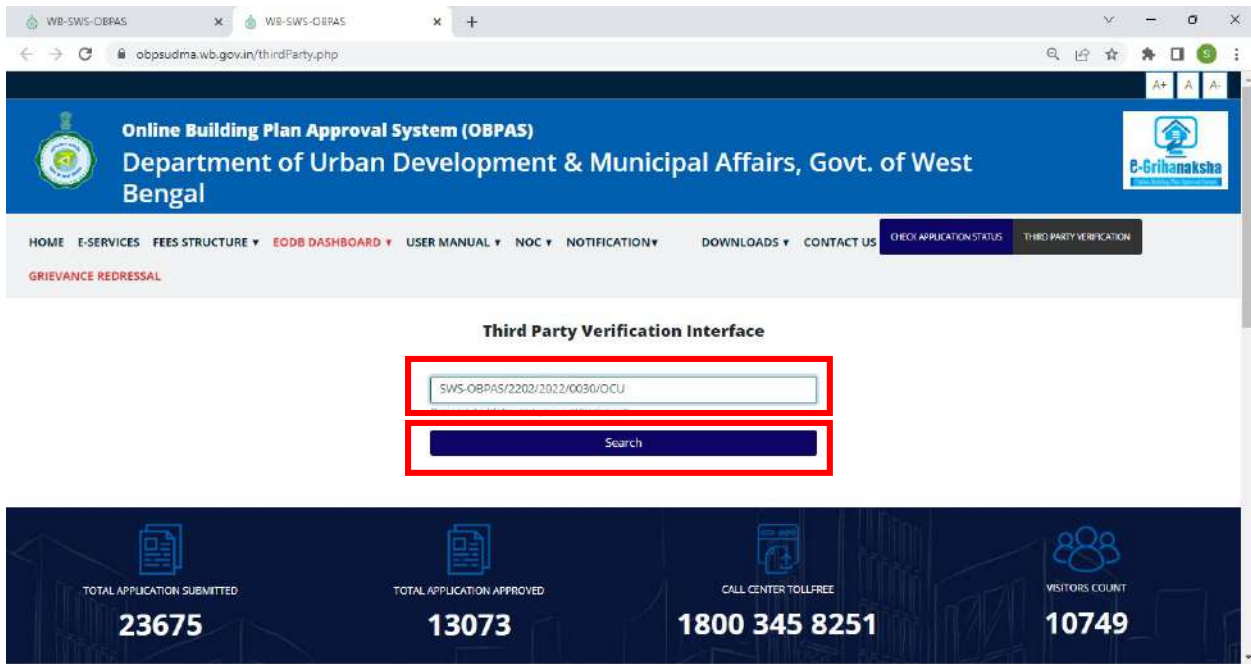 WB-SWS-OBPAS
WB-SWS-OBPAS
obpsudma.wb.gov.in/thirdParty.php
S
A+ A A-
Online Building Plan Approval System (OBPAS)
Department of Urban Development & Municipal Affairs, Govt. of West
Bengal
e-Grihanaksha
HOME E-SERVICES FEES STRUCTURE ▾ EODB DASHBOARD ▾ USER MANUAL ▾ NOC ▾ NOTIFICATION▾ DOWNLOADS ▾ CONTACT US CHECK APPLICATION STATUS THIRD PARTY VERIFICATION
GRIEVANCE REDRESSAL
Third Party Verification Interface
SWS-OBPAS/2202/2022/0030/OCU
Search
TOTAL APPLICATION SUBMITTED
23675
TOTAL APPLICATION APPROVED
13073
CALL CENTER TOLLFREE
1800 345 8251
VISITORS COUNT
10749